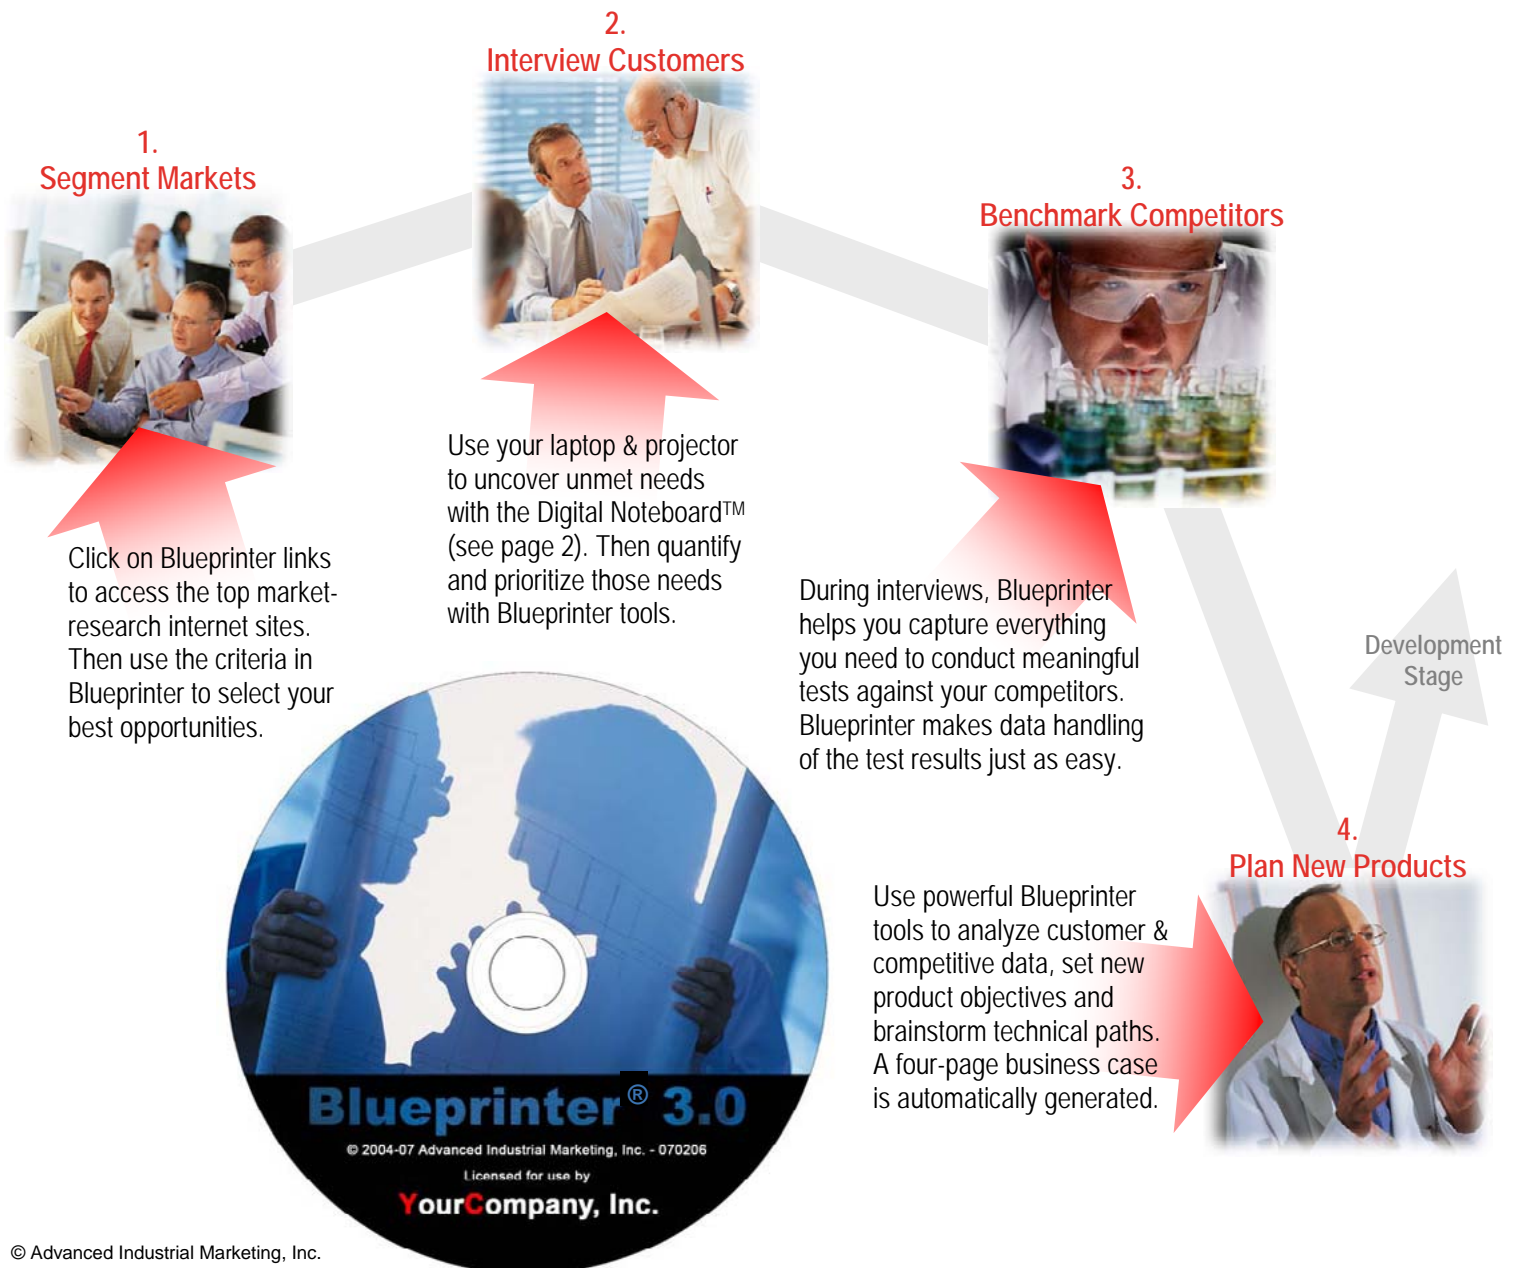 1.
Segment Markets
2.
Interview Customers
3.
Benchmark Competitors
Click on Blueprinter links
to access the top market-
research internet sites.
Then use the criteria in
Blueprinter to select your
best opportunities.
Use your laptop & projector
to uncover unmet needs
with the Digital Noteboard™
(see page 2). Then quantify
and prioritize those needs
with Blueprinter tools.
During interviews, Blueprinter
helps you capture everything
you need to conduct meaningful
tests against your competitors.
Blueprinter makes data handling
of the test results just as easy.
Development
Stage
4.
Plan New Products
Use powerful Blueprinter
tools to analyze customer &
competitive data, set new
product objectives and
brainstorm technical paths.
A four-page business case
is automatically generated.
Blueprinter® 3.0
© 2004-07 Advanced Industrial Marketing, Inc. - 070206
Licensed for use by
YourCompany, Inc.
© Advanced Industrial Marketing, Inc.